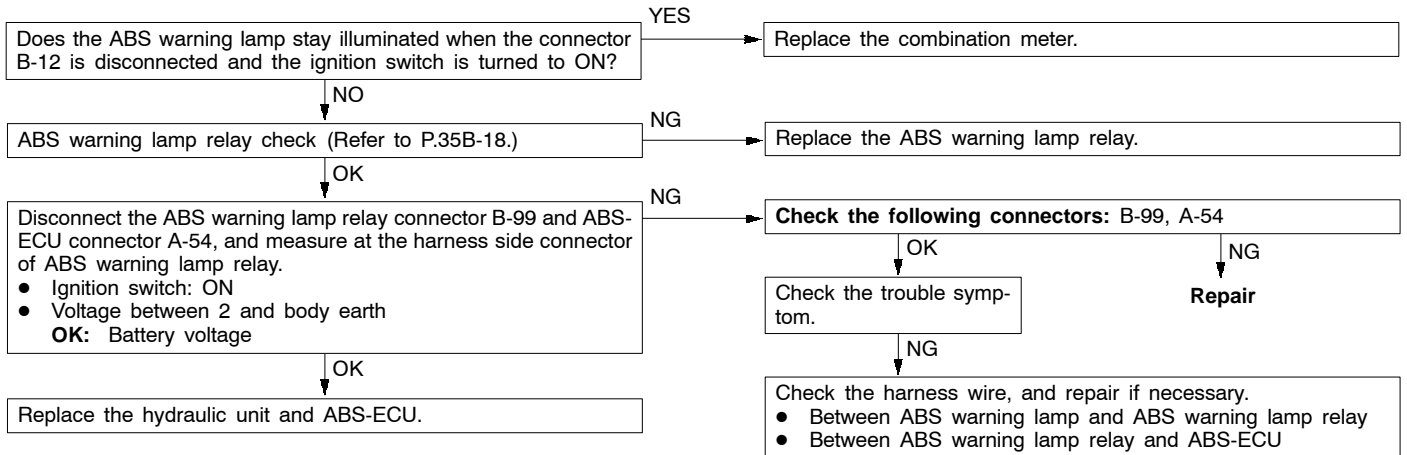 Does the ABS warning lamp stay illuminated when the connector
B-12 is disconnected and the ignition switch is turned to ON?
YES
Replace the combination meter.
NO
ABS warning lamp relay check (Refer to P.35B-18.)
NG
Replace the ABS warning lamp relay.
OK
Disconnect the ABS warning lamp relay connector B-99 and ABS-
ECU connector A-54, and measure at the harness side connector
of ABS warning lamp relay.
● Ignition switch: ON
● Voltage between 2 and body earth
OK: Battery voltage
NG
Check the following connectors: B-99, A-54
OK
NG
Check the trouble symp-
tom.
Repair
NG
Check the harness wire, and repair if necessary.
● Between ABS warning lamp and ABS warning lamp relay
● Between ABS warning lamp relay and ABS-ECU
OK
Replace the hydraulic unit and ABS-ECU.